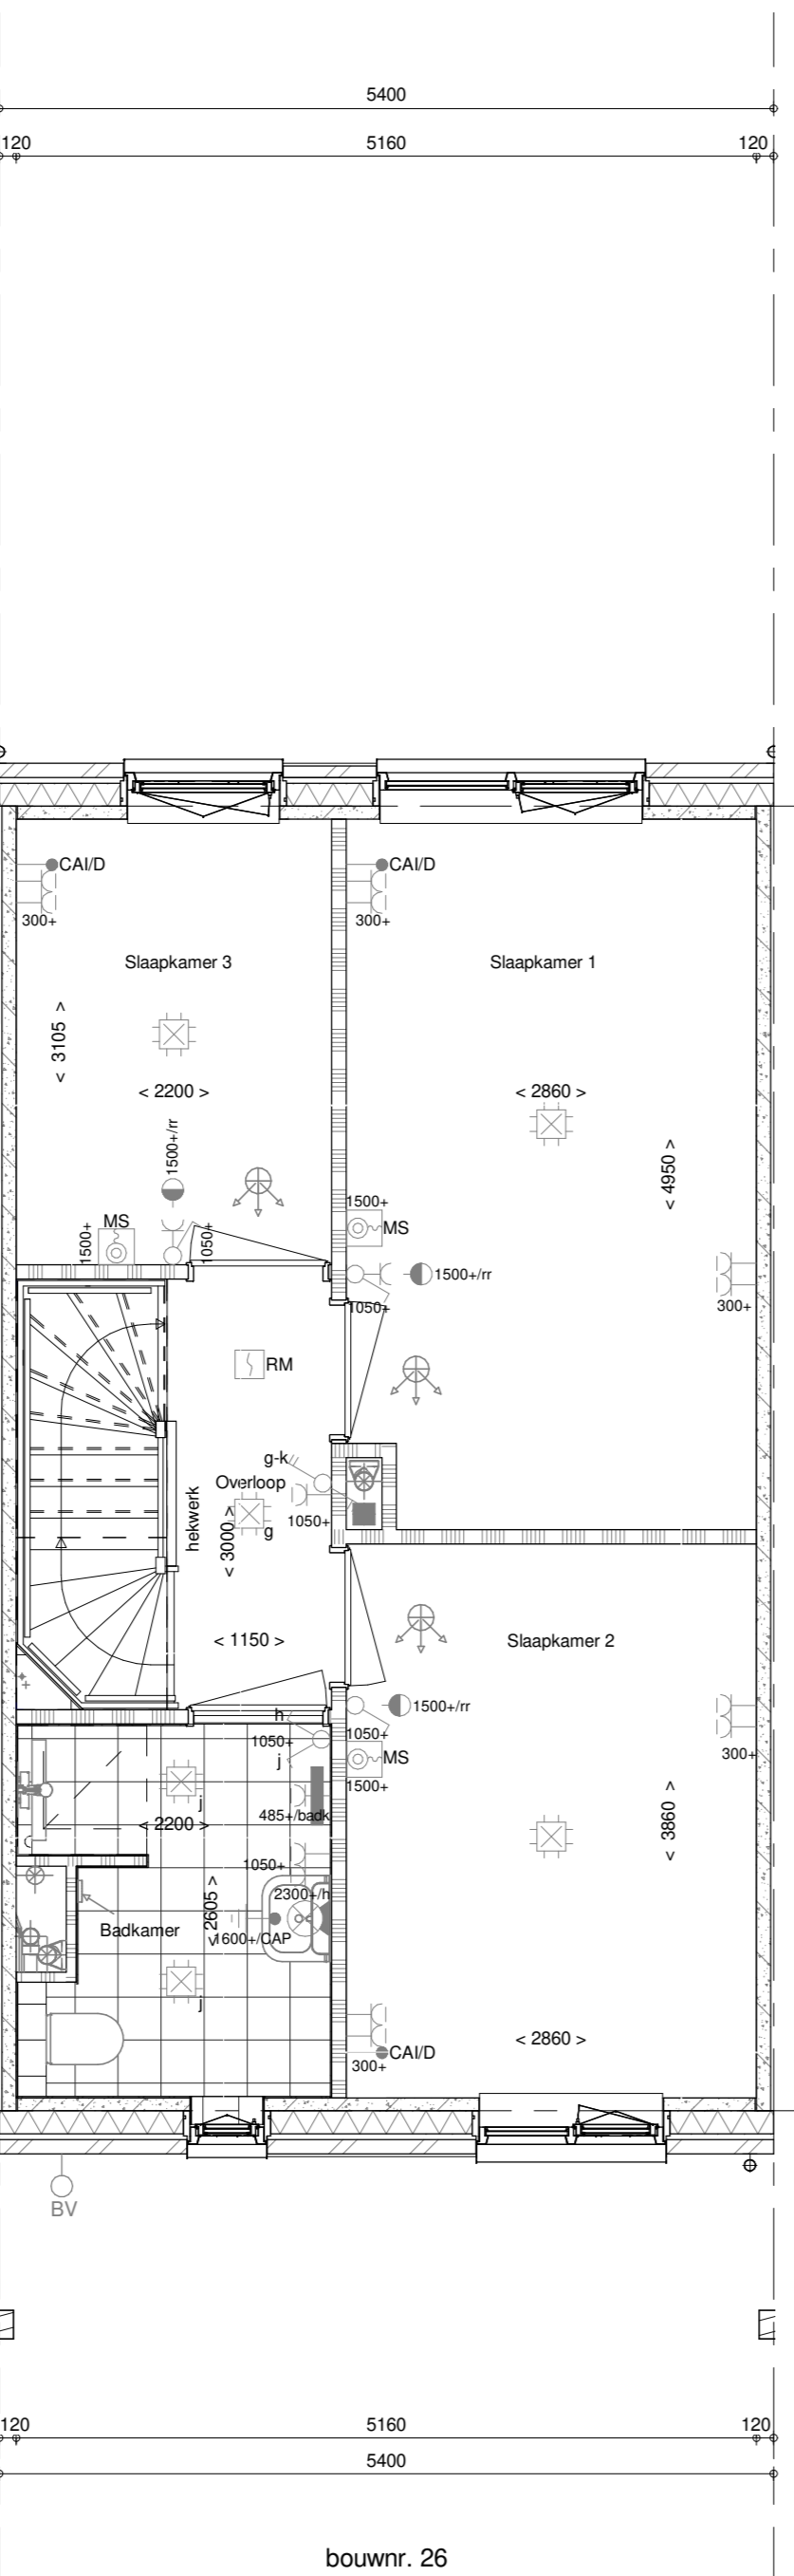 5400
120 5160 120
CAI/D CAI/D
300+ 300+
Slaapkamer 3 Slaapkamer 1
< 3105 >
< 2200 > < 2860 >
1500+/rr
< 4950 >
1500+
MS
1500+
1050+
MS
1500+/rr
1050+
300+
RM
g-k
Overloop
1050+
g
hekwerk
< 3000 >
< 1150 >
Slaapkamer 2
h
1050+
j
1500+/rr
1050+
MS
1500+
300+
j
485+/badk
< 2200 >
< 3860 >
1050+
2300+/h
< 2605 >
Badkamer
1600+/CAP
j
CAI/D
300+
< 2860 >
BV
120 5160 120
5400
bouwnr. 26